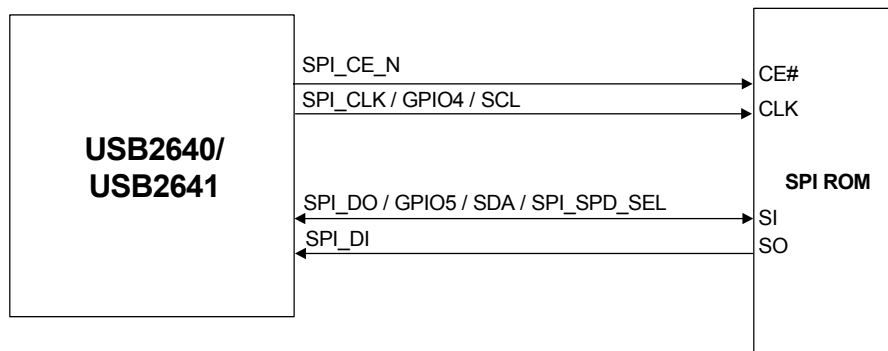 SPI_CE_N
CE#
SPI_CLK / GPIO4 / SCL
CLK
USB2640/
USB2641
SPI ROM
SPI_DO / GPIO5 / SDA / SPI_SPD_SEL
SI
SPI_DI
SO